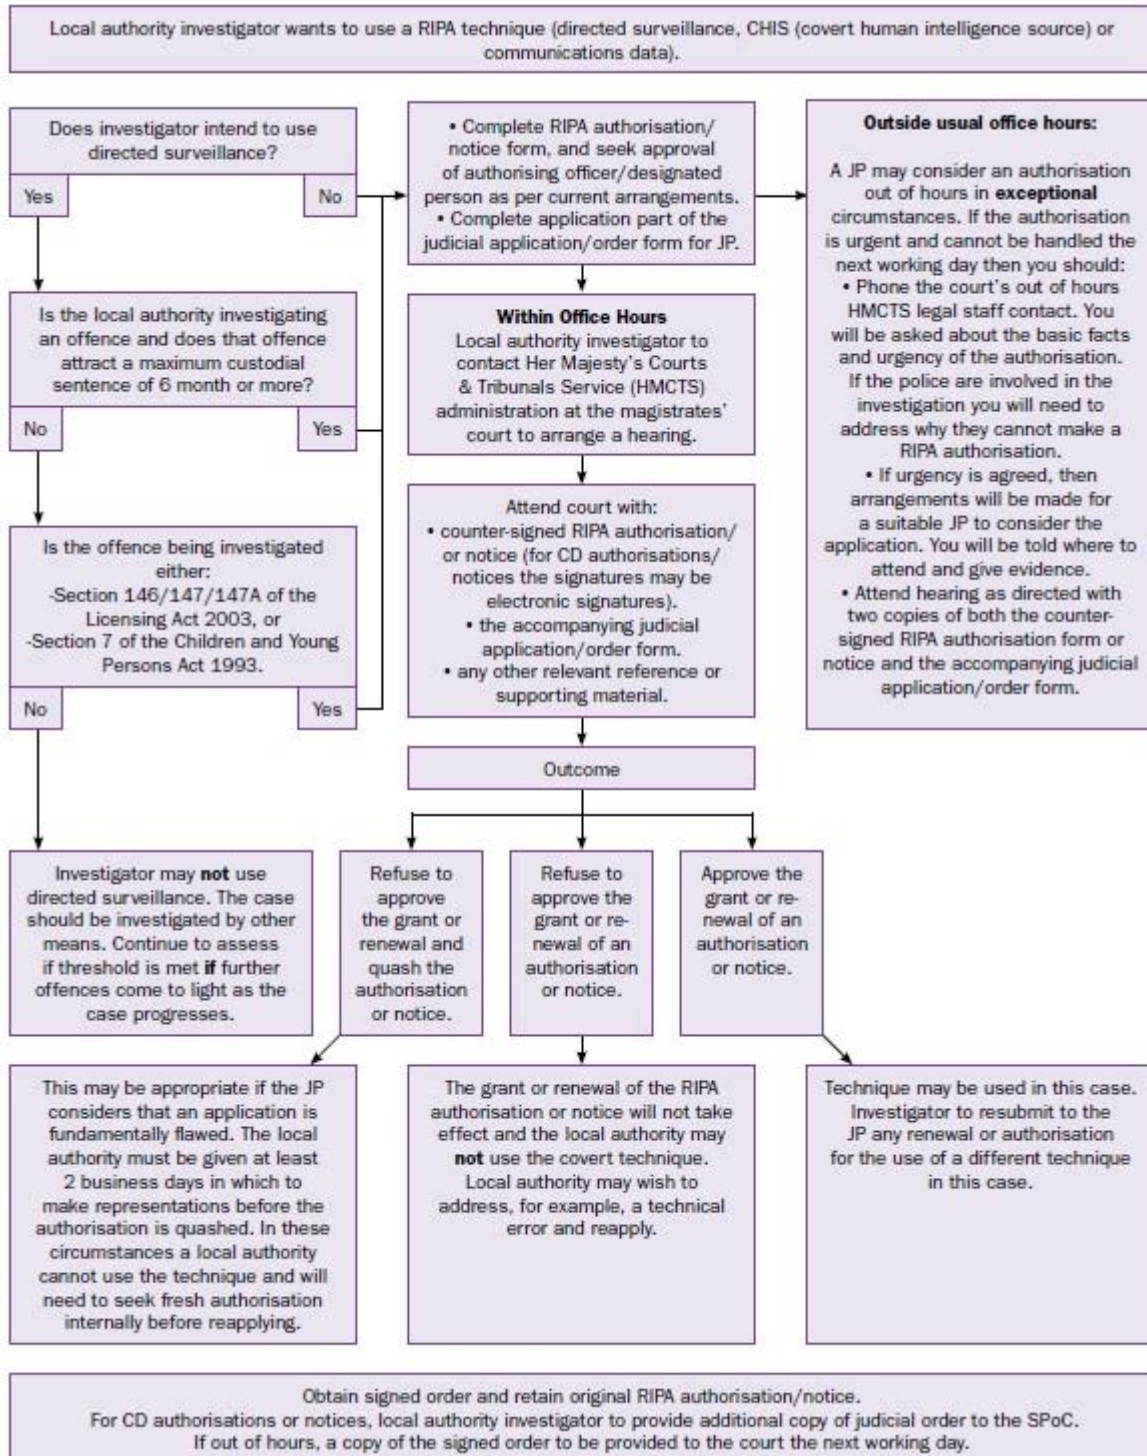 Local authority investigator wants to use a RIPA technique (directed surveillance, CHIS (covert human intelligence source) or
communications data).
Does investigator intend to use
directed surveillance?
Yes
No
Is the local authority investigating
an offence and does that offence
attract a maximum custodial
sentence of 6 month or more?
No
Yes
Is the offence being investigated
either:
-Section 146/147/147A of the
Licensing Act 2003, or
-Section 7 of the Children and Young
Persons Act 1993.
No
Yes
• Complete RIPA authorisation/
notice form, and seek approval
of authorising officer/designated
person as per current arrangements.
• Complete application part of the
judicial application/order form for JP.
Within Office Hours
Local authority investigator to
contact Her Majesty's Courts
& Tribunals Service (HMCTS)
administration at the magistrates'
court to arrange a hearing.
Attend court with:
• counter-signed RIPA authorisation/
or notice (for CD authorisations/
notices the signatures may be
electronic signatures).
• the accompanying judicial
application/order form.
• any other relevant reference or
supporting material.
Outside usual office hours:
A JP may consider an authorisation
out of hours in exceptional
circumstances. If the authorisation
is urgent and cannot be handled the
next working day then you should:
• Phone the court's out of hours
HMCTS legal staff contact. You
will be asked about the basic facts
and urgency of the authorisation.
If the police are involved in the
investigation you will need to
address why they cannot make a
RIPA authorisation.
• If urgency is agreed, then
arrangements will be made for
a suitable JP to consider the
application. You will be told where to
attend and give evidence.
• Attend hearing as directed with
two copies of both the counter-
signed RIPA authorisation form or
notice and the accompanying judicial
application/order form.
Outcome
Investigator may not use
directed surveillance. The case
should be investigated by other
means. Continue to assess
if threshold is met if further
offences come to light as the
case progresses.
Refuse to
approve
the grant or
renewal and
quash the
authorisation
or notice.
Refuse to
approve the
grant or re-
newal of an
authorisation
or notice.
Approve the
grant or re-
newal of an
authorisation
or notice.
This may be appropriate if the JP
considers that an application is
fundamentally flawed. The local
authority must be given at least
2 business days in which to
make representations before the
authorisation is quashed. In these
circumstances a local authority
cannot use the technique and will
need to seek fresh authorisation
internally before reapplying.
The grant or renewal of the RIPA
authorisation or notice will not take
effect and the local authority may
not use the covert technique.
Local authority may wish to
address, for example, a technical
error and reapply.
Technique may be used in this case.
Investigator to resubmit to the
JP any renewal or authorisation
for the use of a different technique
in this case.
Obtain signed order and retain original RIPA authorisation/notice.
For CD authorisations or notices, local authority investigator to provide additional copy of judicial order to the SPoC.
If out of hours, a copy of the signed order to be provided to the court the next working day.